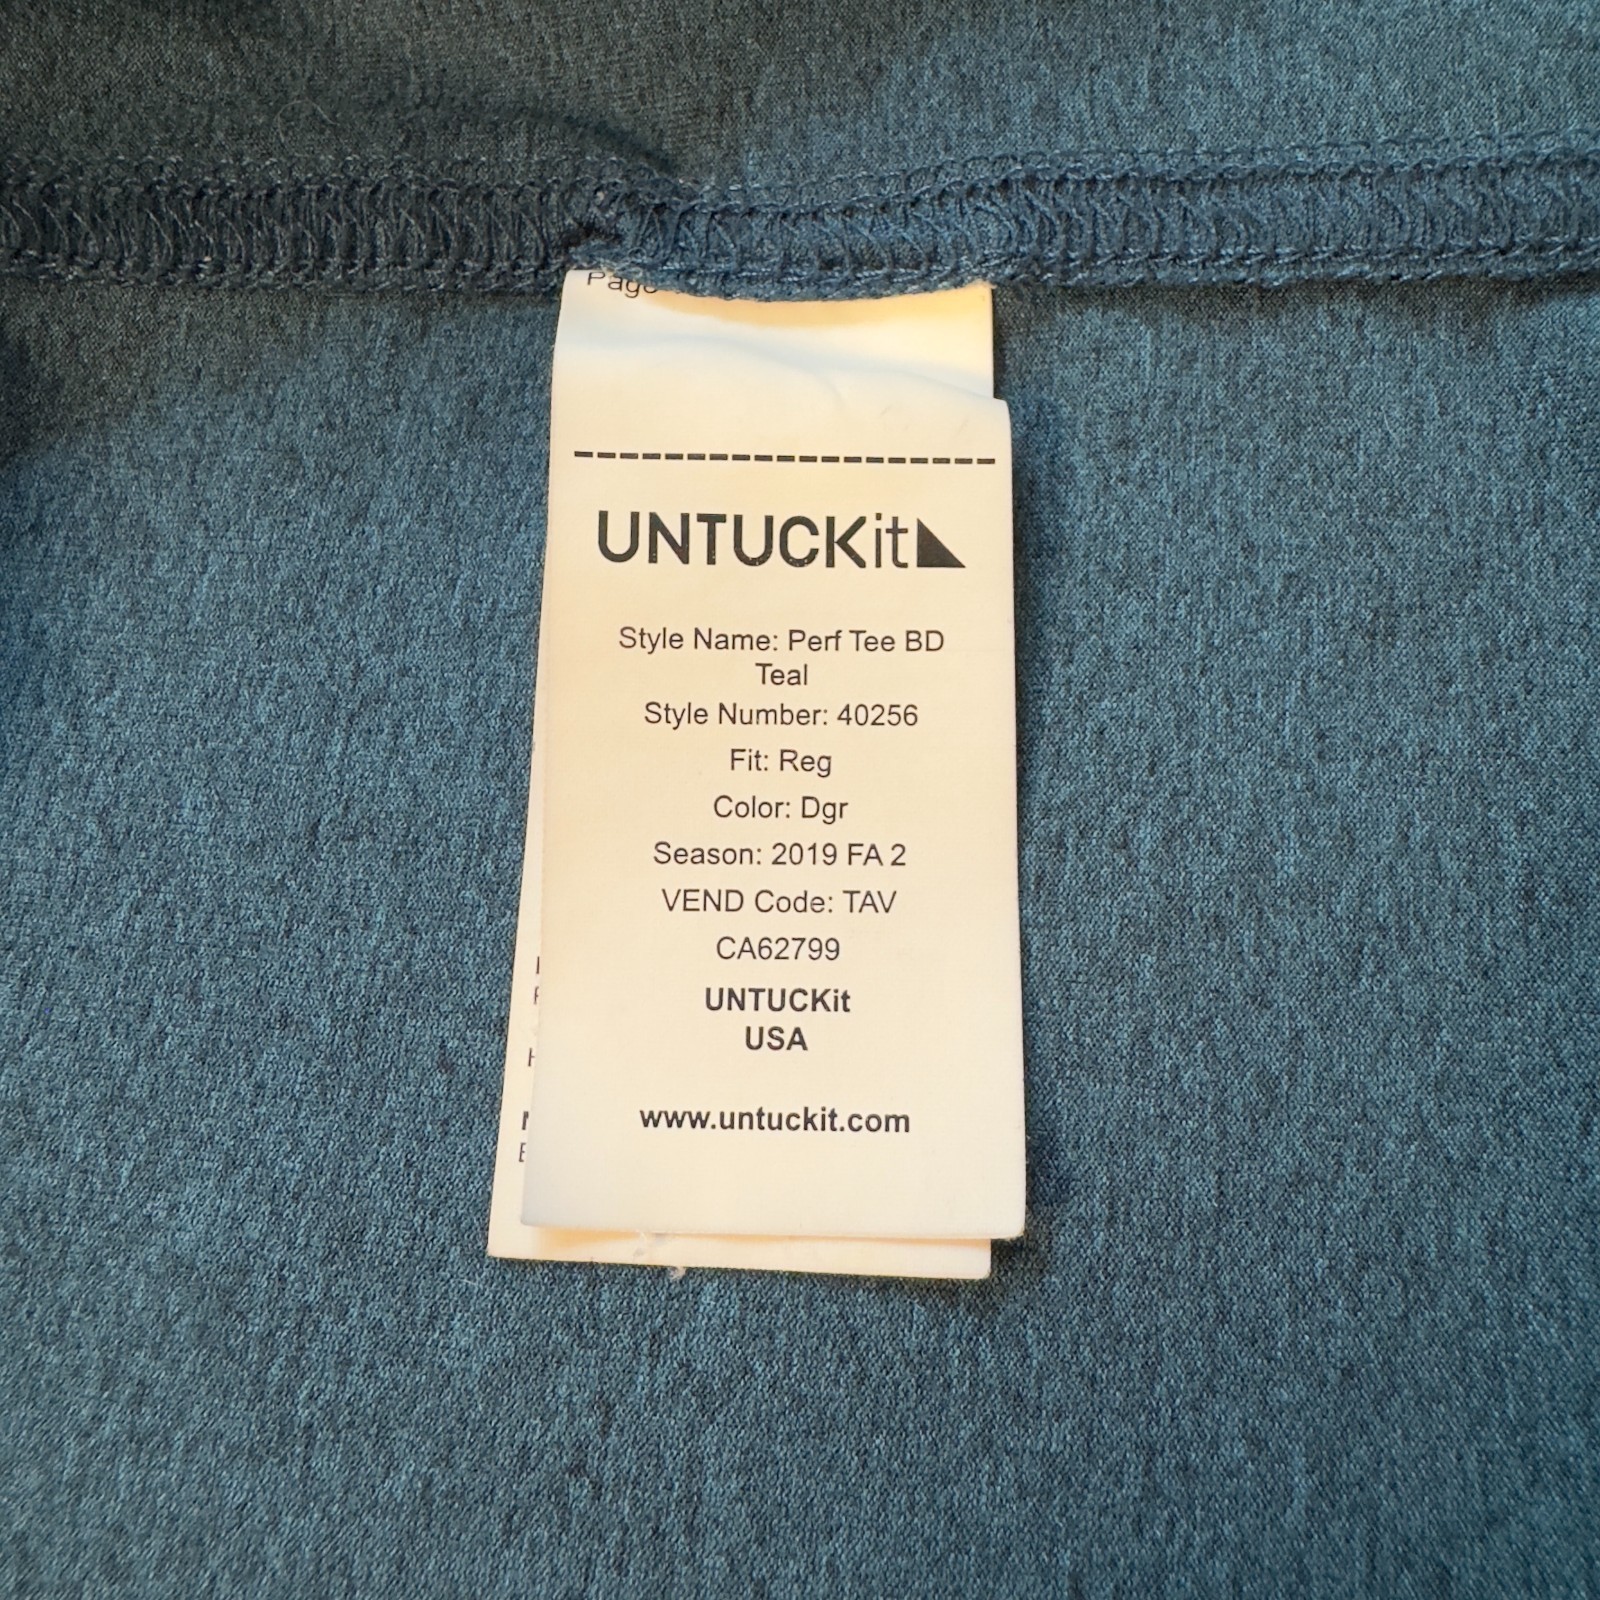 UNTUCKit
Style Name: Perf Tee BD
Teal
Style Number: 40256
Fit: Reg
Color: Dgr
Season: 2019 FA 2
VEND Code: TAV
CA62799
UNTUCKit
USA
www.untuckit.com